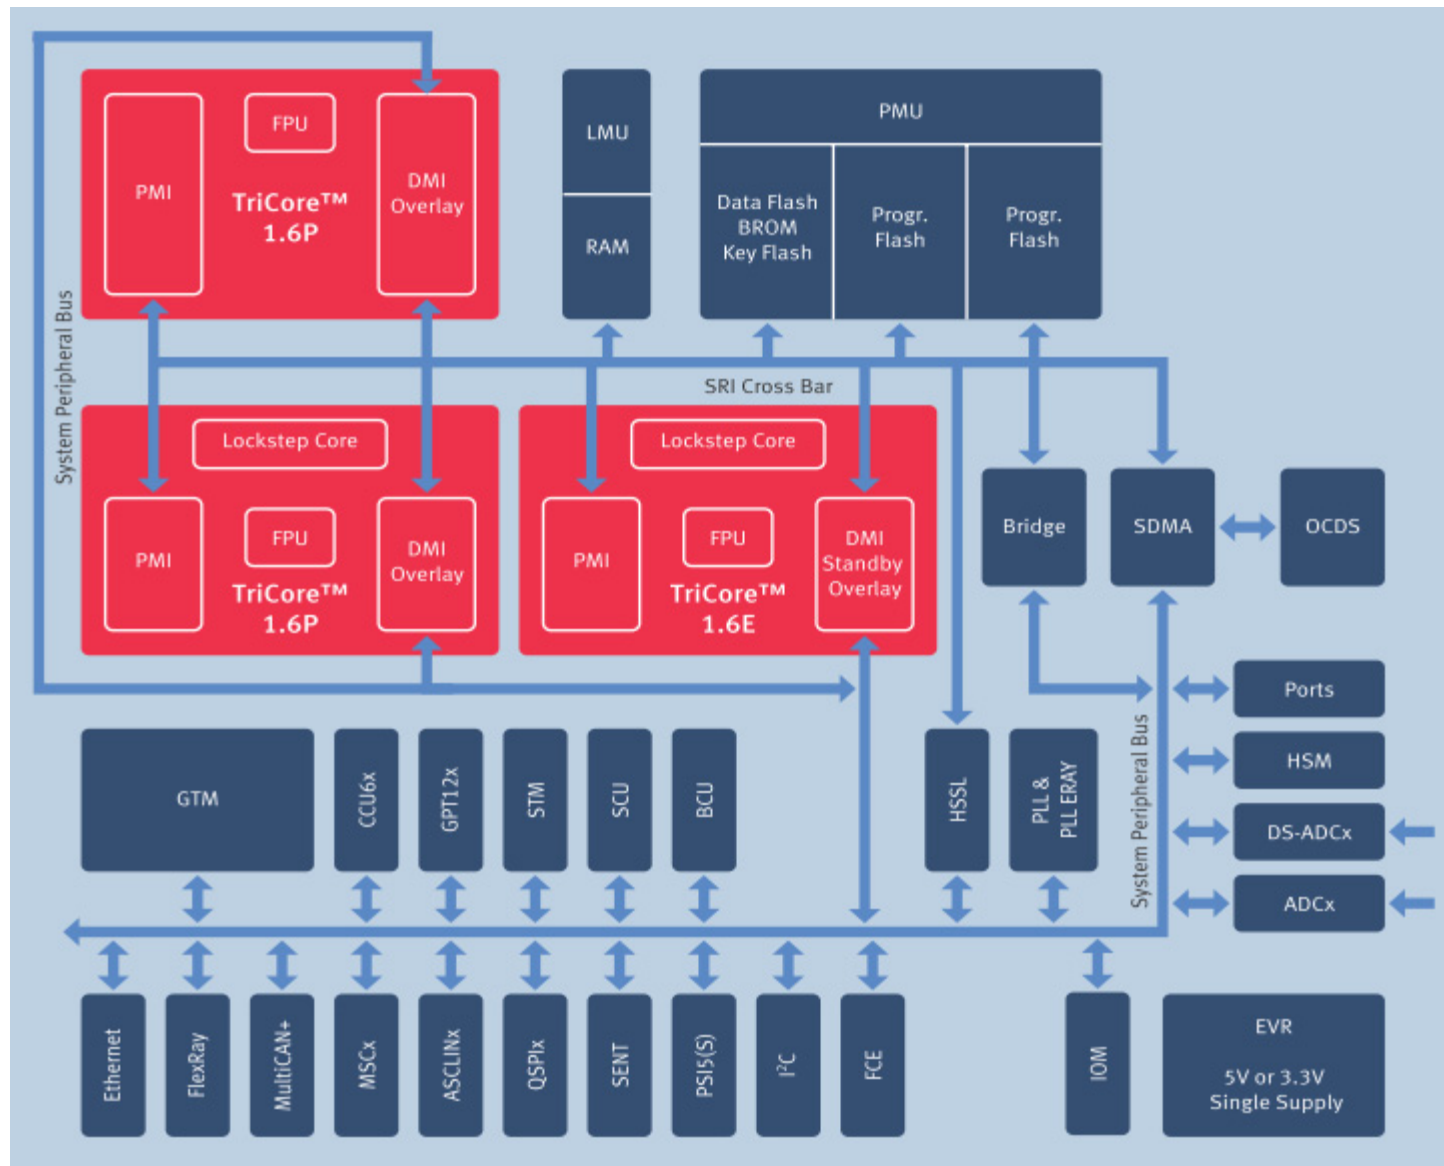 FPU
PMI
TriCore™
1.6P
DMI
Overlay
LMU
RAM
PMU
Data Flash
BROM
Key Flash
Progr.
Flash
Progr.
Flash
System Peripheral Bus
SRI Cross Bar
Lockstep Core
PMI
FPU
TriCore™
1.6P
DMI
Overlay
Lockstep Core
PMI
FPU
TriCore™
1.6E
DMI
Standby
Overlay
Bridge
SDMA
OCDS
Ports
HSM
DS-ADCx
ADCx
System Peripheral Bus
GTM
CCU6x
GPT12x
STM
SCU
BCU
HSSL
PLL &
PLL ERAY
Ethernet
FlexRay
MultiCAN+
MSCx
ASCLINx
QSPIx
SENT
PSI5(S)
I²C
FCE
IOM
EVR
5V or 3.3V
Single Supply